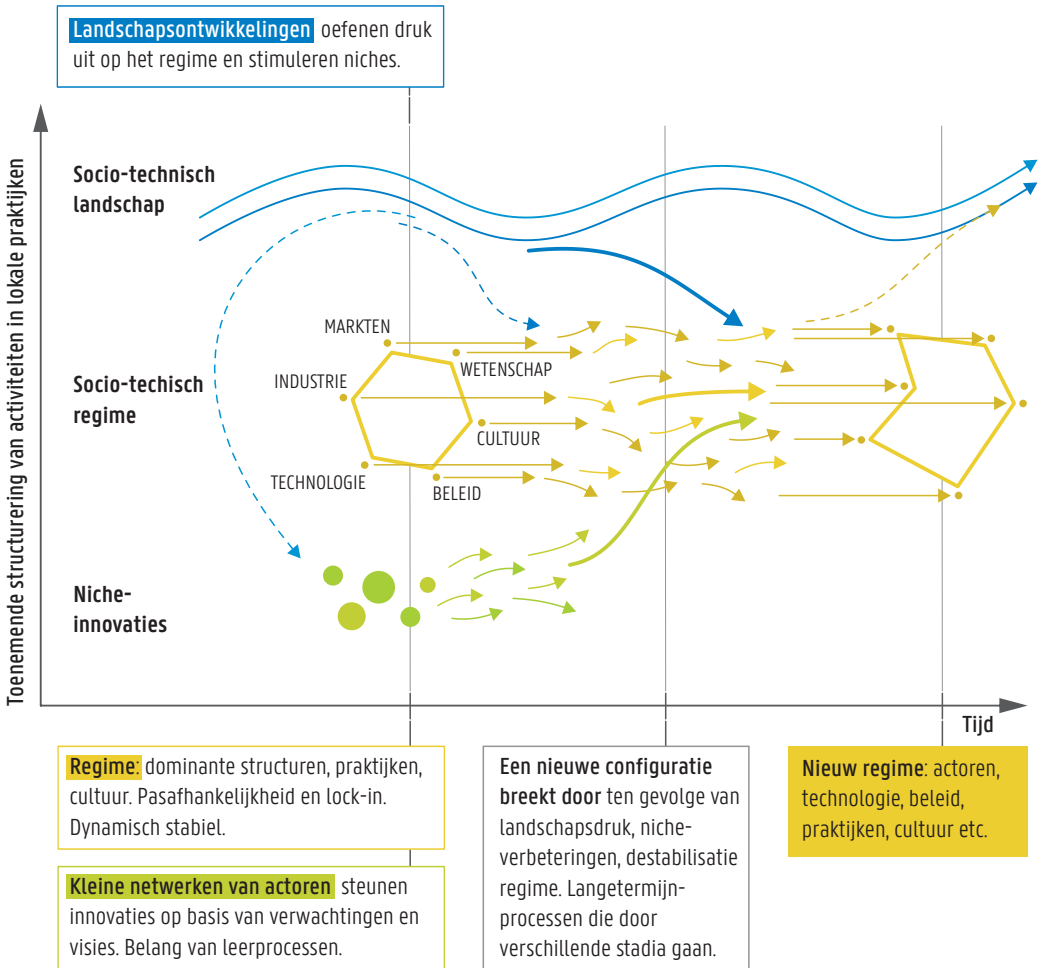 Landschapsontwikkelingen oefenen druk
uit op het regime en stimuleren niches.
Toenemende structurering van activiteiten in lokale praktijken
Socio-technisch
landschap
MARKTEN
WETENSCHAP
INDUSTRIE
Socio-techisch
regime
CULTUUR
TECHNOLOGIE
BELEID
Niche-
innovaties
Tijd
Regime: dominante structuren, praktijken,
cultuur. Pasafhankelijkheid en lock-in.
Dynamisch stabiel.
Kleine netwerken van actoren steunen
innovaties op basis van verwachtingen en
visies. Belang van leerprocessen.
Een nieuwe configuratie
breekt door ten gevolge van
landschapsdruk, niche-
verbeteringen, destabilisatie
regime. Langetermijn-
processen die door
verschillende stadia gaan.
Nieuw regime: actoren,
technologie, beleid,
praktijken, cultuur etc.